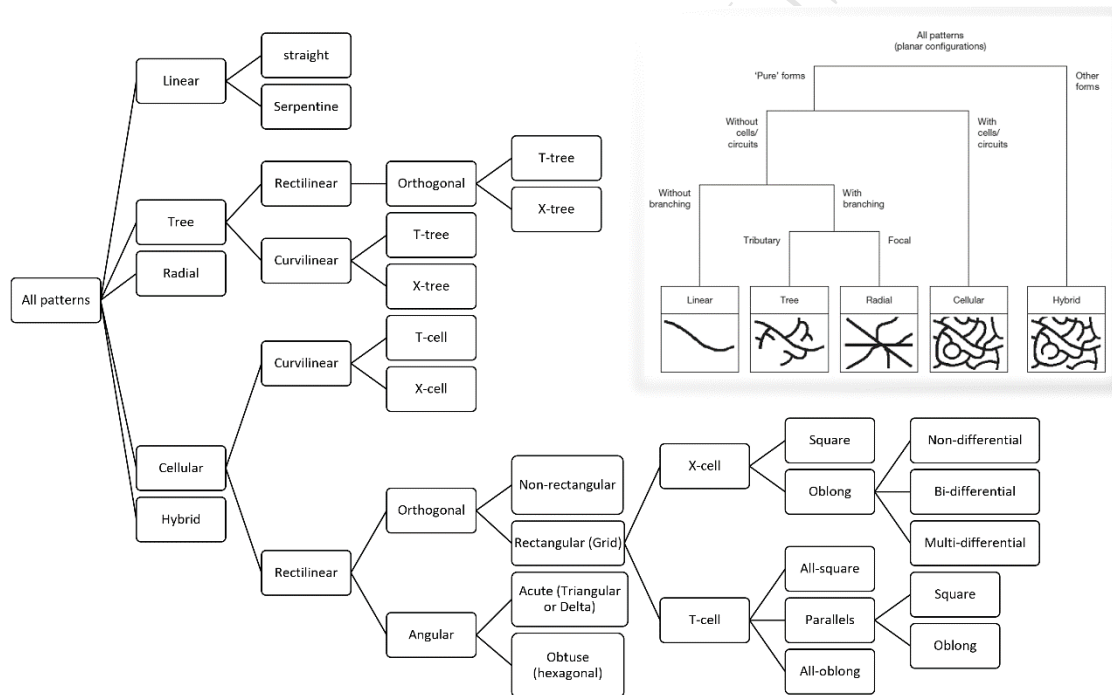 All patterns
Linear
straight
Serpentine
Tree
Rectilinear
Orthogonal
T-tree
X-tree
Curvilinear
T-tree
X-tree
Radial
Cellular
Curvilinear
T-cell
X-cell
Rectilinear
Orthogonal
Non-rectangular
Rectangular (Grid)
X-cell
Square
Oblong
Non-differential
Bi-differential
Multi-differential
T-cell
All-square
Parallels
Square
Oblong
All-oblong
Angular
Acute (Triangular
or Delta)
Obtuse
(hexagonal)
Hybrid
All patterns
(planar configurations)
'Pure' forms
Other
forms
Without
cells/
circuits
With
cells/
circuits
Without
branching
With
branching
Tributary
Focal
Linear
Tree
Radial
Cellular
Hybrid